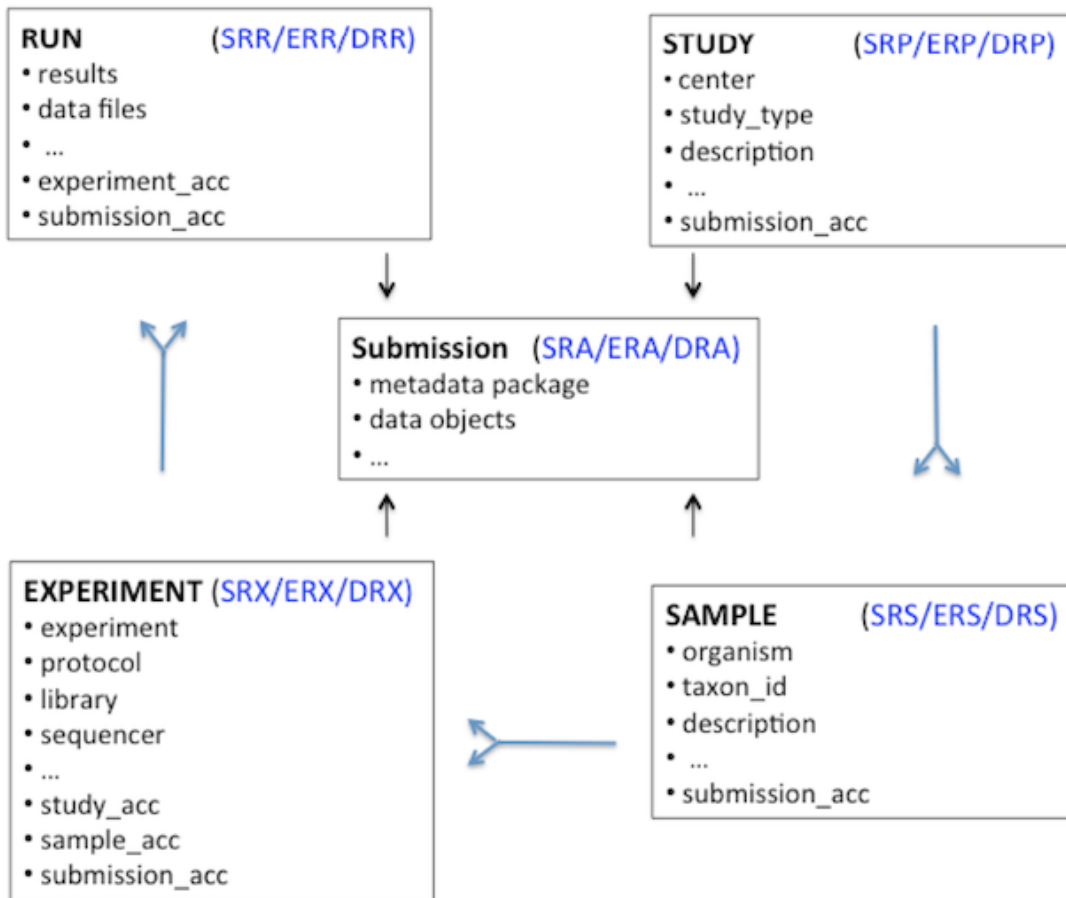 RUN (SRR/ERR/DRR)
• results
• data files
• ...
• experiment_acc
• submission_acc
STUDY (SRP/ERP/DRP)
• center
• study_type
• description
• ...
• submission_acc
Submission (SRA/ERA/DRA)
• metadata package
• data objects
• ...
EXPERIMENT (SRX/ERX/DRX)
• experiment
• protocol
• library
• sequencer
• ...
• study_acc
• sample_acc
• submission_acc
SAMPLE (SRS/ERS/DRS)
• organism
• taxon_id
• description
• ...
• submission_acc